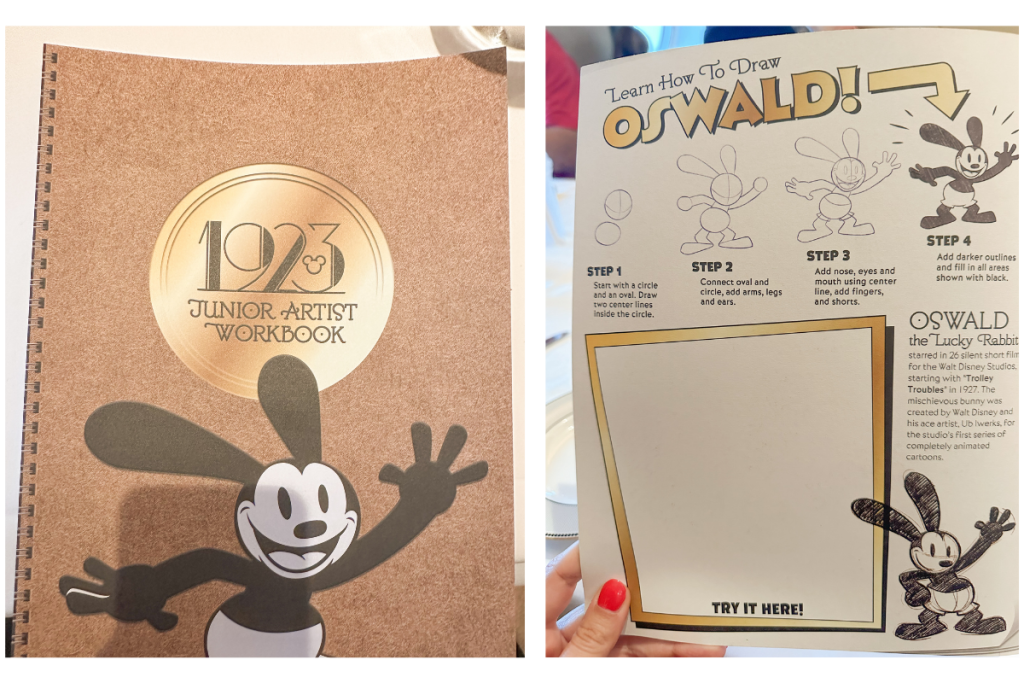 1923
JUNIOR ARTIST
WORKBOOK
Learn How To Draw
OSWALD!
STEP 1
Start with a circle
and an oval. Draw
two center lines
inside the circle.
STEP 2
Connect oval and
circle, add arms, legs
and ears.
STEP 3
Add nose, eyes and
mouth using center
line, add fingers,
and shorts.
STEP 4
Add darker outlines
and fill in all areas
shown with black.
TRY IT HERE!
OSWALD
the Lucky Rabbit
starred in 26 silent short film
for the Walt Disney Studios,
starting with "Trolley
Troubles" in 1927. The
mischievous bunny was
created by Walt Disney and
his ace artist, Ub Iwerks, for
the studio's first series of
completely animated
cartoons.